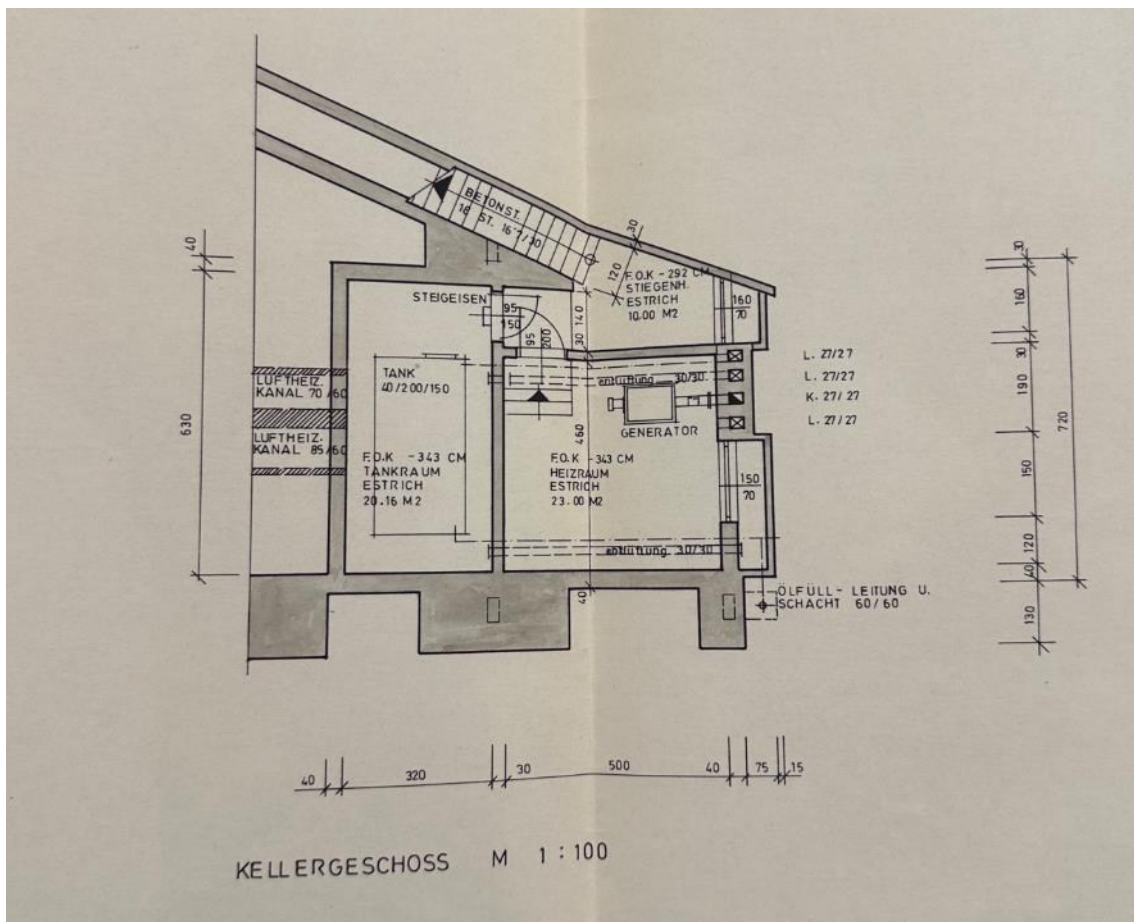 BETONST.
18 ST. 16⁷/30
30
120
F.O.K - 292 CM
STIEGENH.
ESTRICH
10.00 M2
160
70
STEIGEISEN
95
150
95
200
30 140
TANK
40/200/150
entlüftung 30/30
GENERATOR
L. 27/27
L. 27/27
K. 27/27
L. 27/27
LUFTHEIZ.
KANAL 70/60
LUFTHEIZ.
KANAL 85/60
F.O.K - 343 CM
TANKRAUM
ESTRICH
20.16 M2
460
F.O.K - 343 CM
HEIZRAUM
ESTRICH
23.00 M2
150
70
entlüftung 30/30
40
ÖLFÜLL - LEITUNG U.
SCHACHT 60/60
40
630
30
160
30
190
150
120
40
130
720
40 320 30 500 40 75 15
KELLERGESCHOSS M 1 : 100